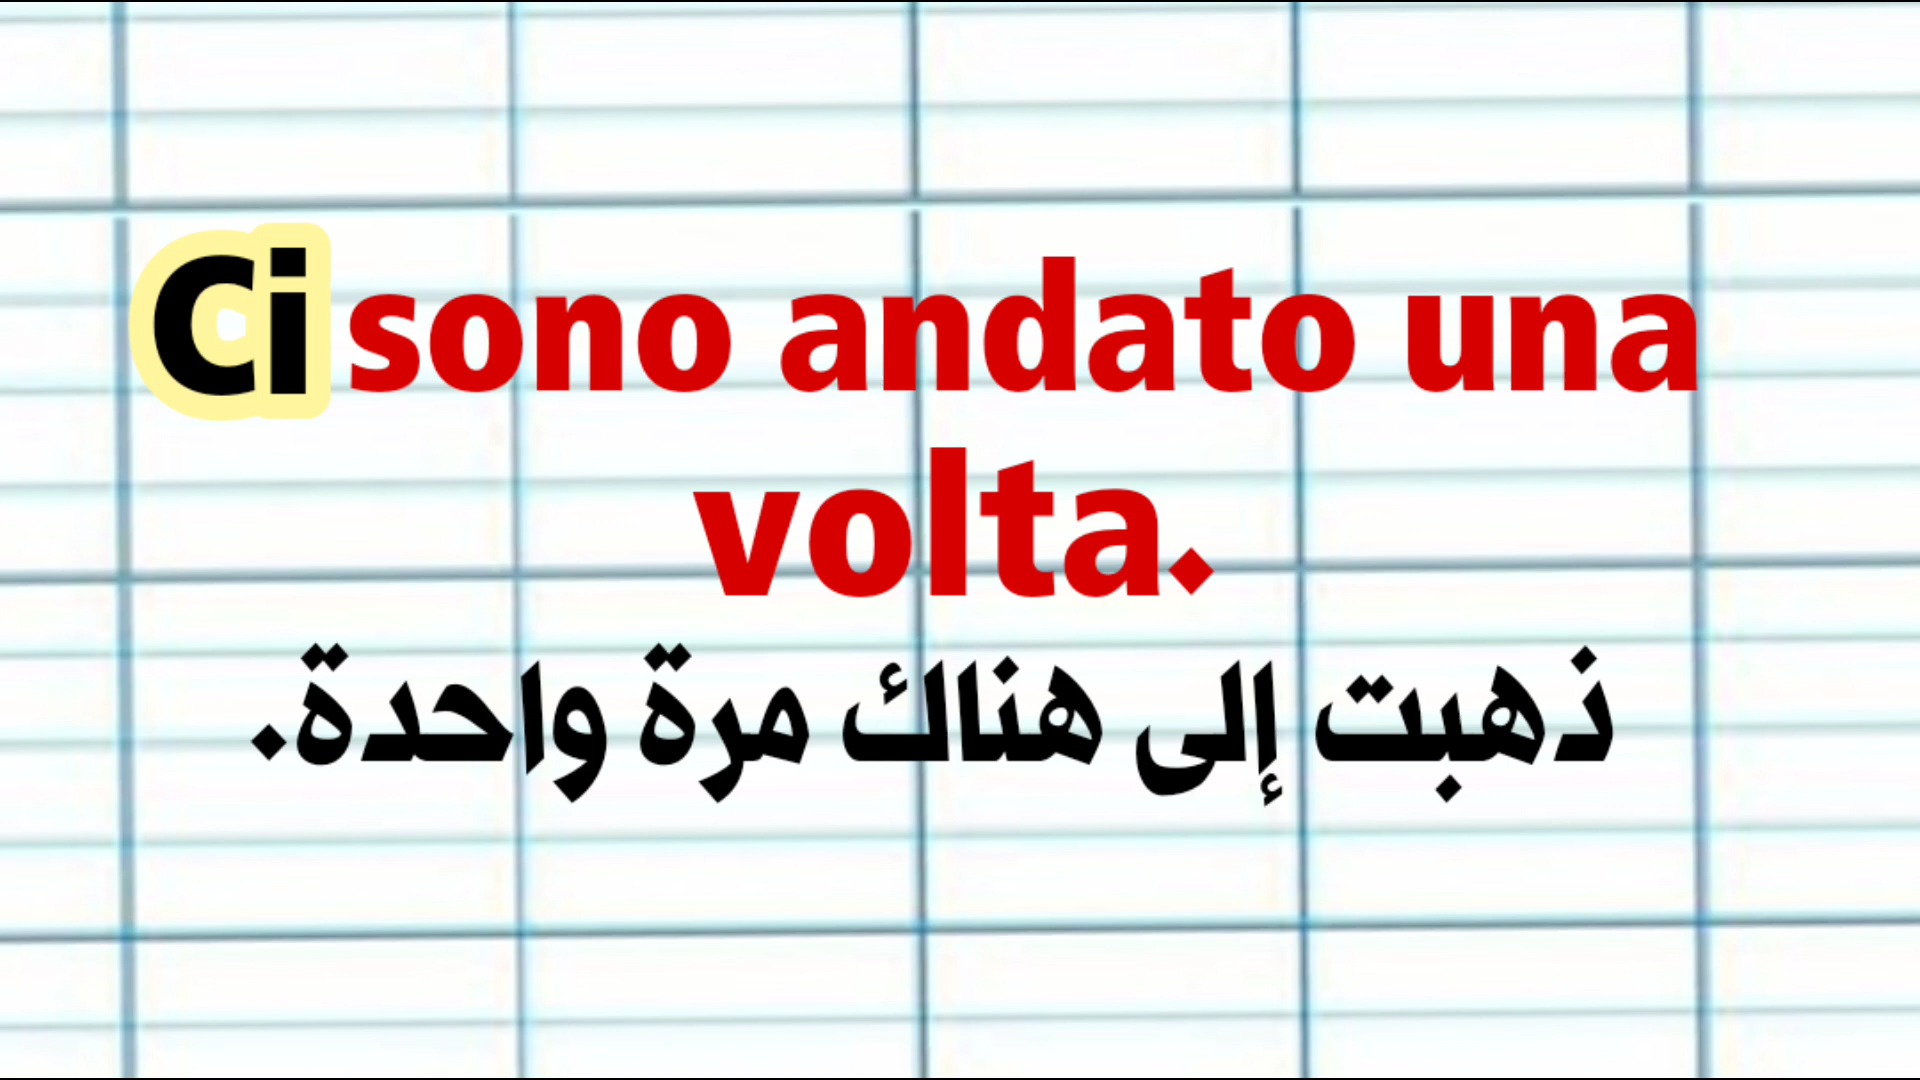 Ci sono andato una
volta.
ذهبت إلى هناك مرة واحدة.